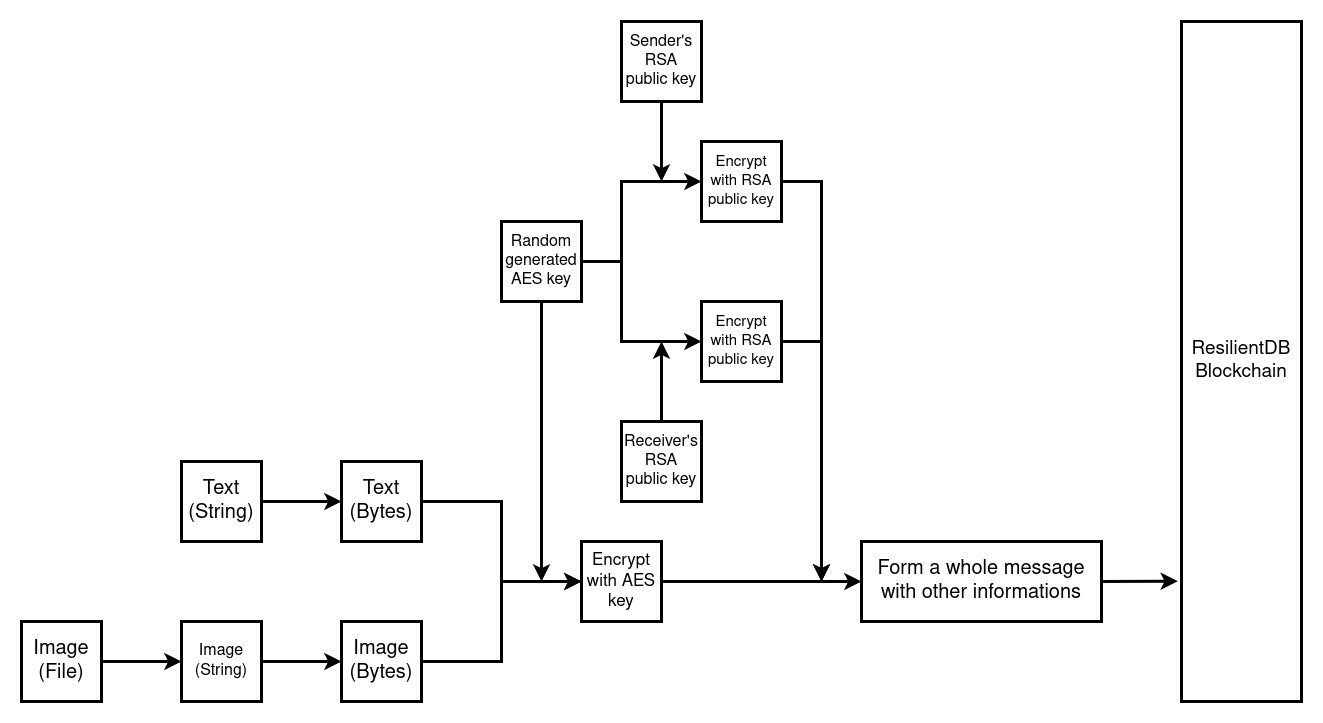 Sender's
RSA
public key
Encrypt
with RSA
public key
Random
generated
AES key
Encrypt
with RSA
public key
ResilientDB
Blockchain
Receiver's
RSA
public key
Text
(String)
Text
(Bytes)
Encrypt
with AES
key
Form a whole message
with other informations
Image
(File)
Image
(String)
Image
(Bytes)